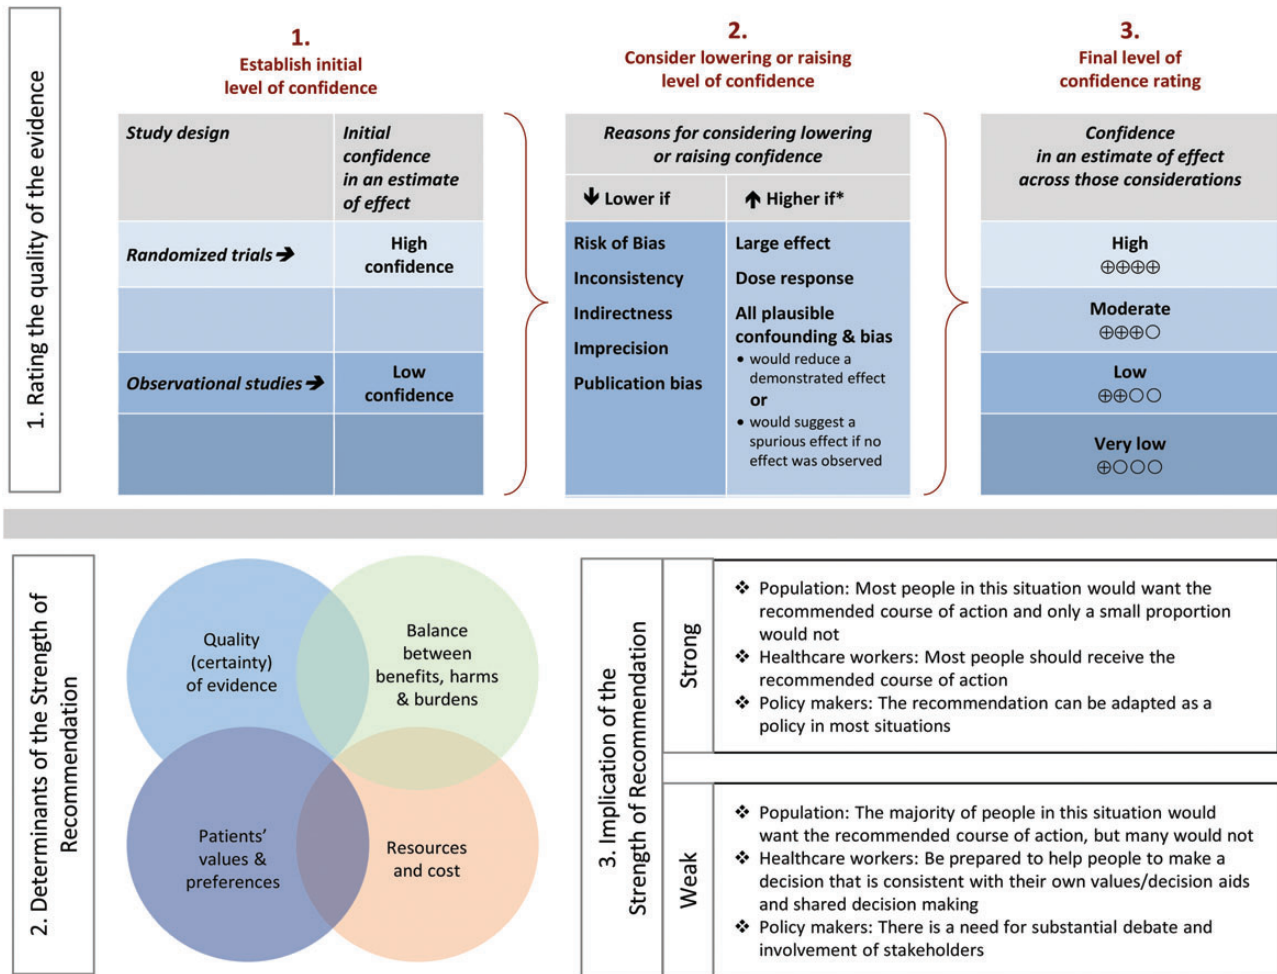 1. Rating the quality of the evidence
1.
Establish initial
level of confidence
Study design
Initial
confidence
in an estimate
of effect
Randomized trials ➔
High
confidence
Observational studies ➔
Low
confidence
2.
Consider lowering or raising
level of confidence
Reasons for considering lowering
or raising confidence
🡻 Lower if
🡹 Higher if*
Risk of Bias
Inconsistency
Indirectness
Imprecision
Publication bias
Large effect
Dose response
All plausible
confounding & bias
• would reduce a
demonstrated effect
or
• would suggest a
spurious effect if no
effect was observed
3.
Final level of
confidence rating
Confidence
in an estimate of effect
across those considerations
High
⊕⊕⊕⊕
Moderate
⊕⊕⊕○
Low
⊕⊕○○
Very low
⊕○○○
2. Determinants of the Strength of
Recommendation
Quality
(certainty)
of evidence
Balance
between
benefits, harms
& burdens
Patients’
values &
preferences
Resources
and cost
3. Implication of the
Strength of Recommendation
Strong
❖ Population: Most people in this situation would want the
recommended course of action and only a small proportion
would not
❖ Healthcare workers: Most people should receive the
recommended course of action
❖ Policy makers: The recommendation can be adapted as a
policy in most situations
Weak
❖ Population: The majority of people in this situation would
want the recommended course of action, but many would not
❖ Healthcare workers: Be prepared to help people to make a
decision that is consistent with their own values/decision aids
and shared decision making
❖ Policy makers: There is a need for substantial debate and
involvement of stakeholders